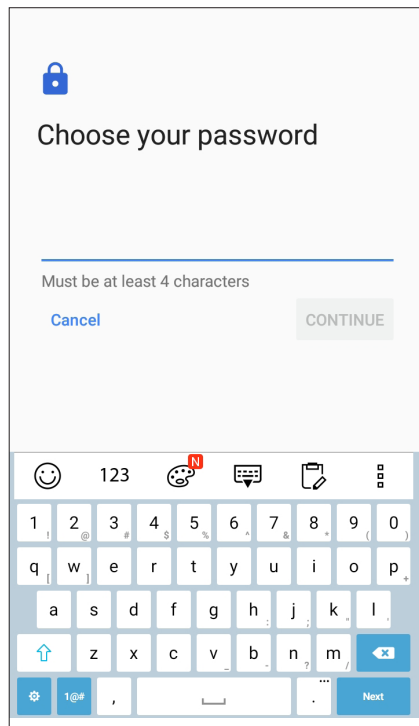 Choose your password
Must be at least 4 characters
Cancel CONTINUE
123 N
1 ! 2 @ 3 # 4 $ 5 % 6 ^ 7 & 8 * 9 ( 0 )
q [ w ] e r t y u i o p +
a s d f g h : j ; k " l '
z x c v _ b - n ? m /
1@# , . ... Next